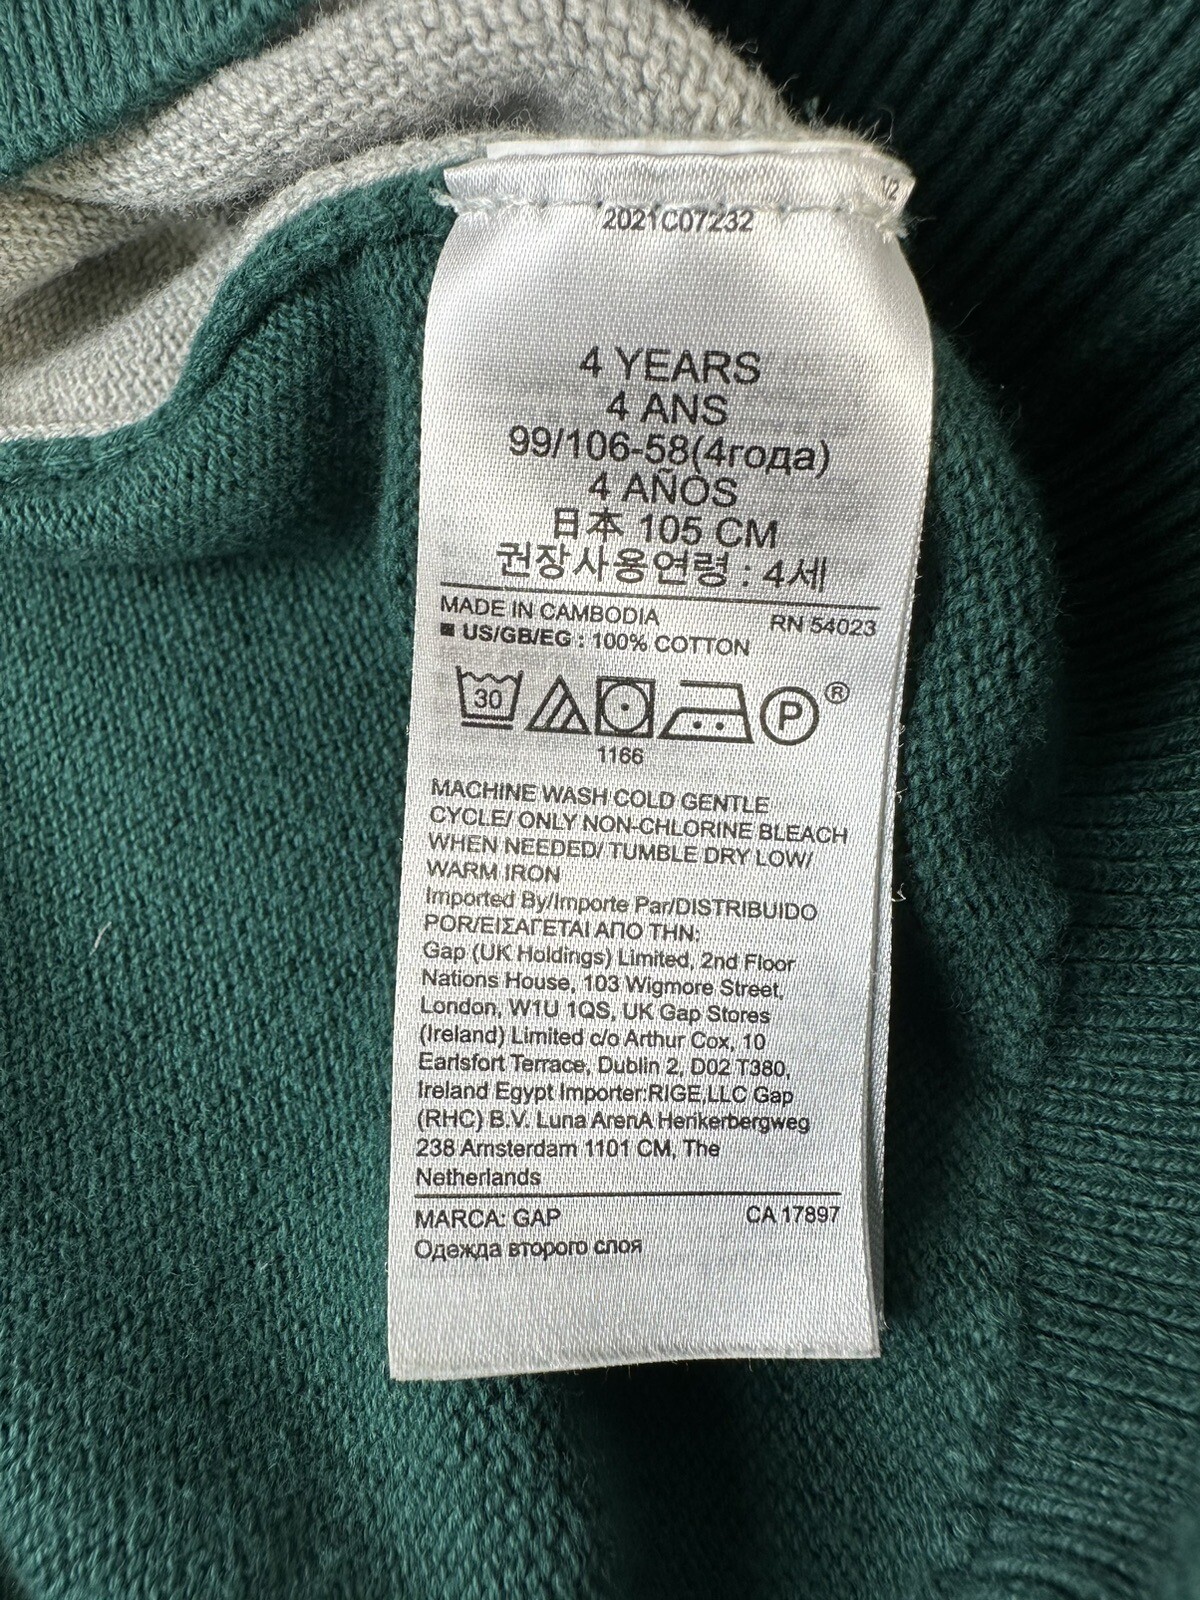 2021C07232
4 YEARS
4 ANS
99/106-58(4года)
4 AÑOS
日本 105 CM
권장사용연령 : 4세
MADE IN CAMBODIA RN 54023
■ US/GB/EG : 100% COTTON
30 P ®
1166
MACHINE WASH COLD GENTLE
CYCLE/ ONLY NON-CHLORINE BLEACH
WHEN NEEDED/ TUMBLE DRY LOW/
WARM IRON
Imported By/Importe Par/DISTRIBUIDO
POR/ΕΙΣΑΓΕΤΑΙ ΑΠΟ ΤΗΝ:
Gap (UK Holdings) Limited, 2nd Floor
Nations House, 103 Wigmore Street,
London, W1U 1QS, UK Gap Stores
(Ireland) Limited c/o Arthur Cox, 10
Earlsfort Terrace, Dublin 2, D02 T380,
Ireland Egypt Importer:RIGE,LLC Gap
(RHC) B.V. Luna ArenA Herikerbergweg
238 Amsterdam 1101 CM, The
Netherlands
MARCA: GAP CA 17897
Одежда второго слоя